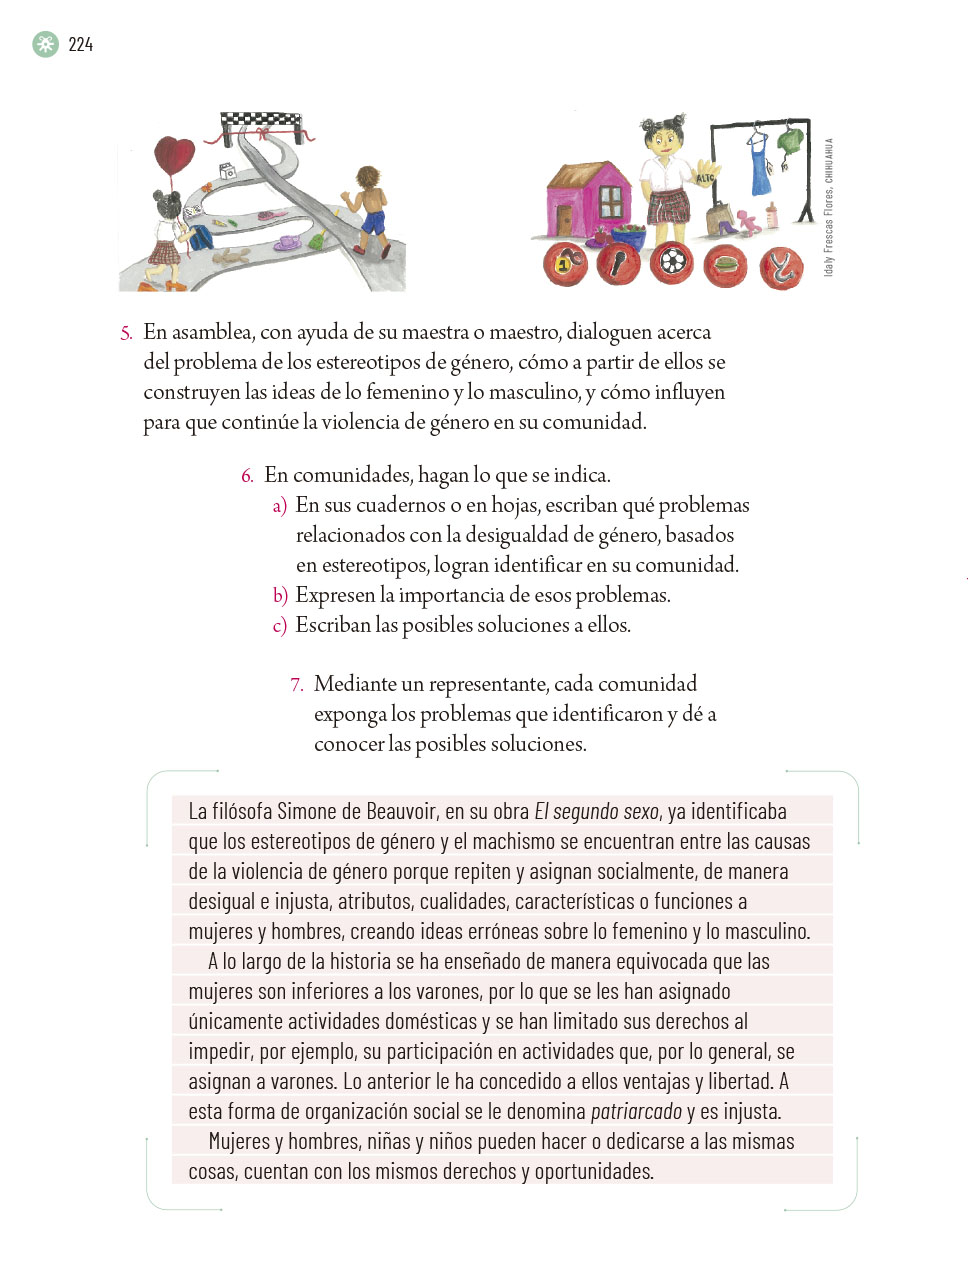 224
ALTO
Idaly Frescas Flores, CHIHUAHUA
5. En asamblea, con ayuda de su maestra o maestro, dialoguen acerca
del problema de los estereotipos de género, cómo a partir de ellos se
construyen las ideas de lo femenino y lo masculino, y cómo influyen
para que continúe la violencia de género en su comunidad.
6. En comunidades, hagan lo que se indica.
a) En sus cuadernos o en hojas, escriban qué problemas
relacionados con la desigualdad de género, basados
en estereotipos, logran identificar en su comunidad.
b) Expresen la importancia de esos problemas.
c) Escriban las posibles soluciones a ellos.
7. Mediante un representante, cada comunidad
exponga los problemas que identificaron y dé a
conocer las posibles soluciones.
La filósofa Simone de Beauvoir, en su obra El segundo sexo, ya identificaba
que los estereotipos de género y el machismo se encuentran entre las causas
de la violencia de género porque repiten y asignan socialmente, de manera
desigual e injusta, atributos, cualidades, características o funciones a
mujeres y hombres, creando ideas erróneas sobre lo femenino y lo masculino.
A lo largo de la historia se ha enseñado de manera equivocada que las
mujeres son inferiores a los varones, por lo que se les han asignado
únicamente actividades domésticas y se han limitado sus derechos al
impedir, por ejemplo, su participación en actividades que, por lo general, se
asignan a varones. Lo anterior le ha concedido a ellos ventajas y libertad. A
esta forma de organización social se le denomina patriarcado y es injusta.
Mujeres y hombres, niñas y niños pueden hacer o dedicarse a las mismas
cosas, cuentan con los mismos derechos y oportunidades.